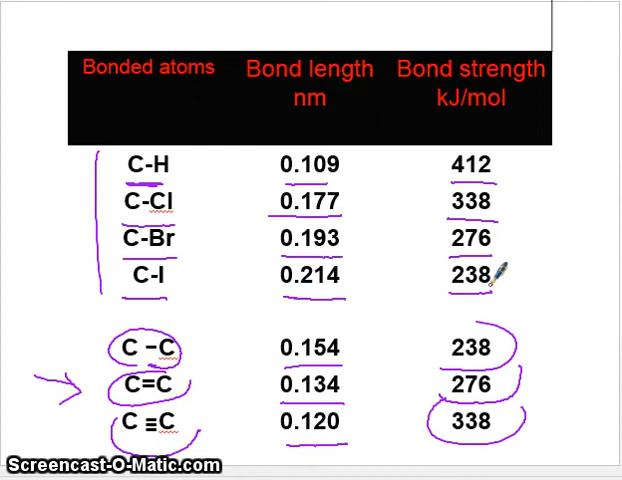 Bonded atoms Bond length Bond strength
nm kJ/mol
C-H 0.109 412
C-Cl 0.177 338
C-Br 0.193 276
C-I 0.214 238
C −C 0.154 238
C=C 0.134 276
C ≡C 0.120 338
Screencast-O-Matic.com